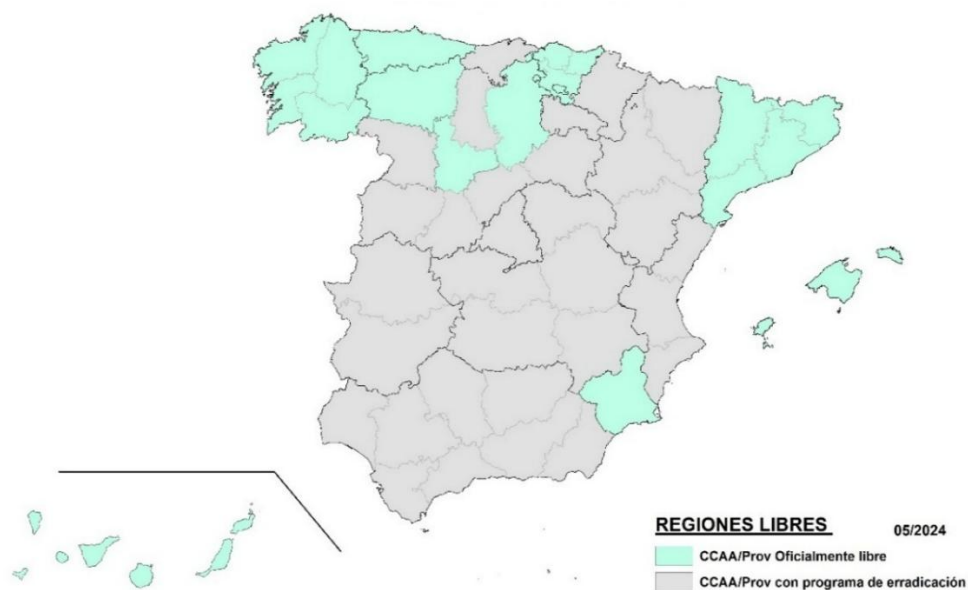 REGIONES LIBRES 05/2024
CCAA/Prov Oficialmente libre
CCAA/Prov con programa de erradicación